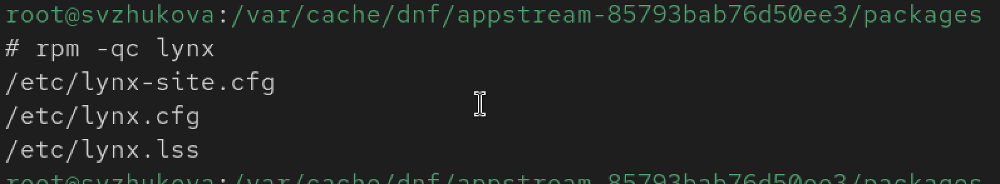 root@svzhukova:/var/cache/dnf/appstream-85793bab76d50ee3/packages
# rpm -qc lynx
/etc/lynx-site.cfg
/etc/lynx.cfg
/etc/lynx.lss
root@svzhukova:/var/cache/dnf/appstream-85793bab76d50ee3/packages